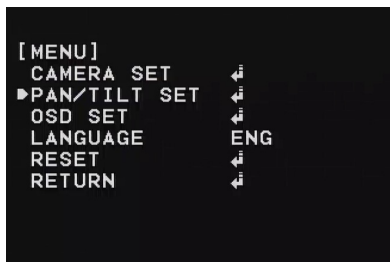 [MENU]
CAMERA SET ↲
►PAN/TILT SET ↲
OSD SET ↲
LANGUAGE ENG
RESET ↲
RETURN ↲